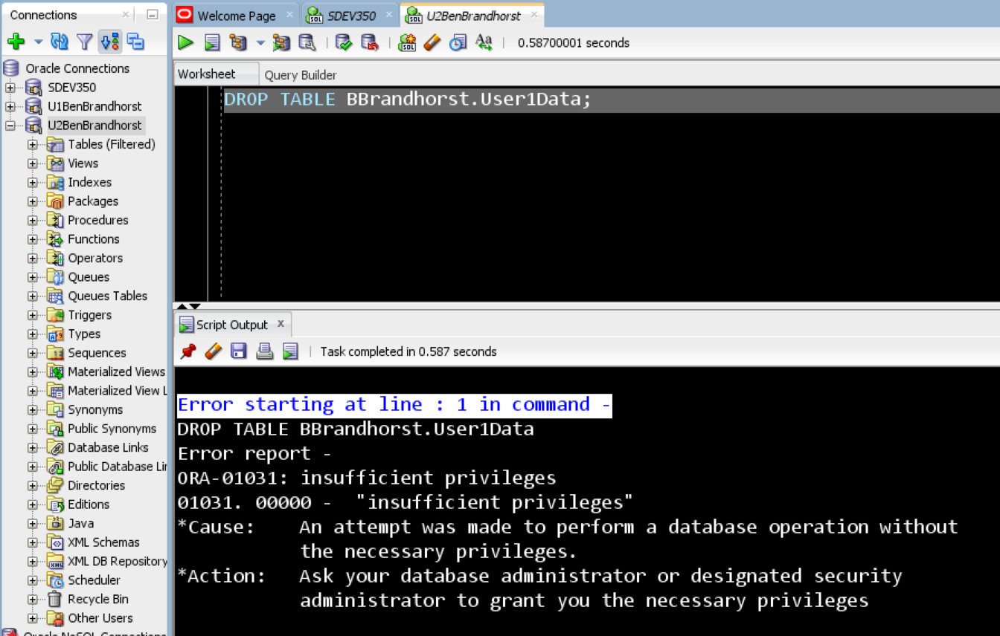 Connections
Welcome Page
SDEV350
U2BenBrandhorst
0.58700001 seconds
Oracle Connections
SDEV350
U1BenBrandhorst
U2BenBrandhorst
Tables (Filtered)
Views
Indexes
Packages
Procedures
Functions
Operators
Queues
Queues Tables
Triggers
Types
Sequences
Materialized Views
Materialized View L
Synonyms
Public Synonyms
Database Links
Public Database Lin
Directories
Editions
Java
XML Schemas
XML DB Repository
Scheduler
Recycle Bin
Other Users
Oracle NoSQL Connections
Worksheet
Query Builder
DROP TABLE BBrandhorst.User1Data;
Script Output
Task completed in 0.587 seconds
Error starting at line : 1 in command -
DROP TABLE BBrandhorst.User1Data
Error report -
ORA-01031: insufficient privileges
01031. 00000 - "insufficient privileges"
*Cause: An attempt was made to perform a database operation without
the necessary privileges.
*Action: Ask your database administrator or designated security
administrator to grant you the necessary privileges